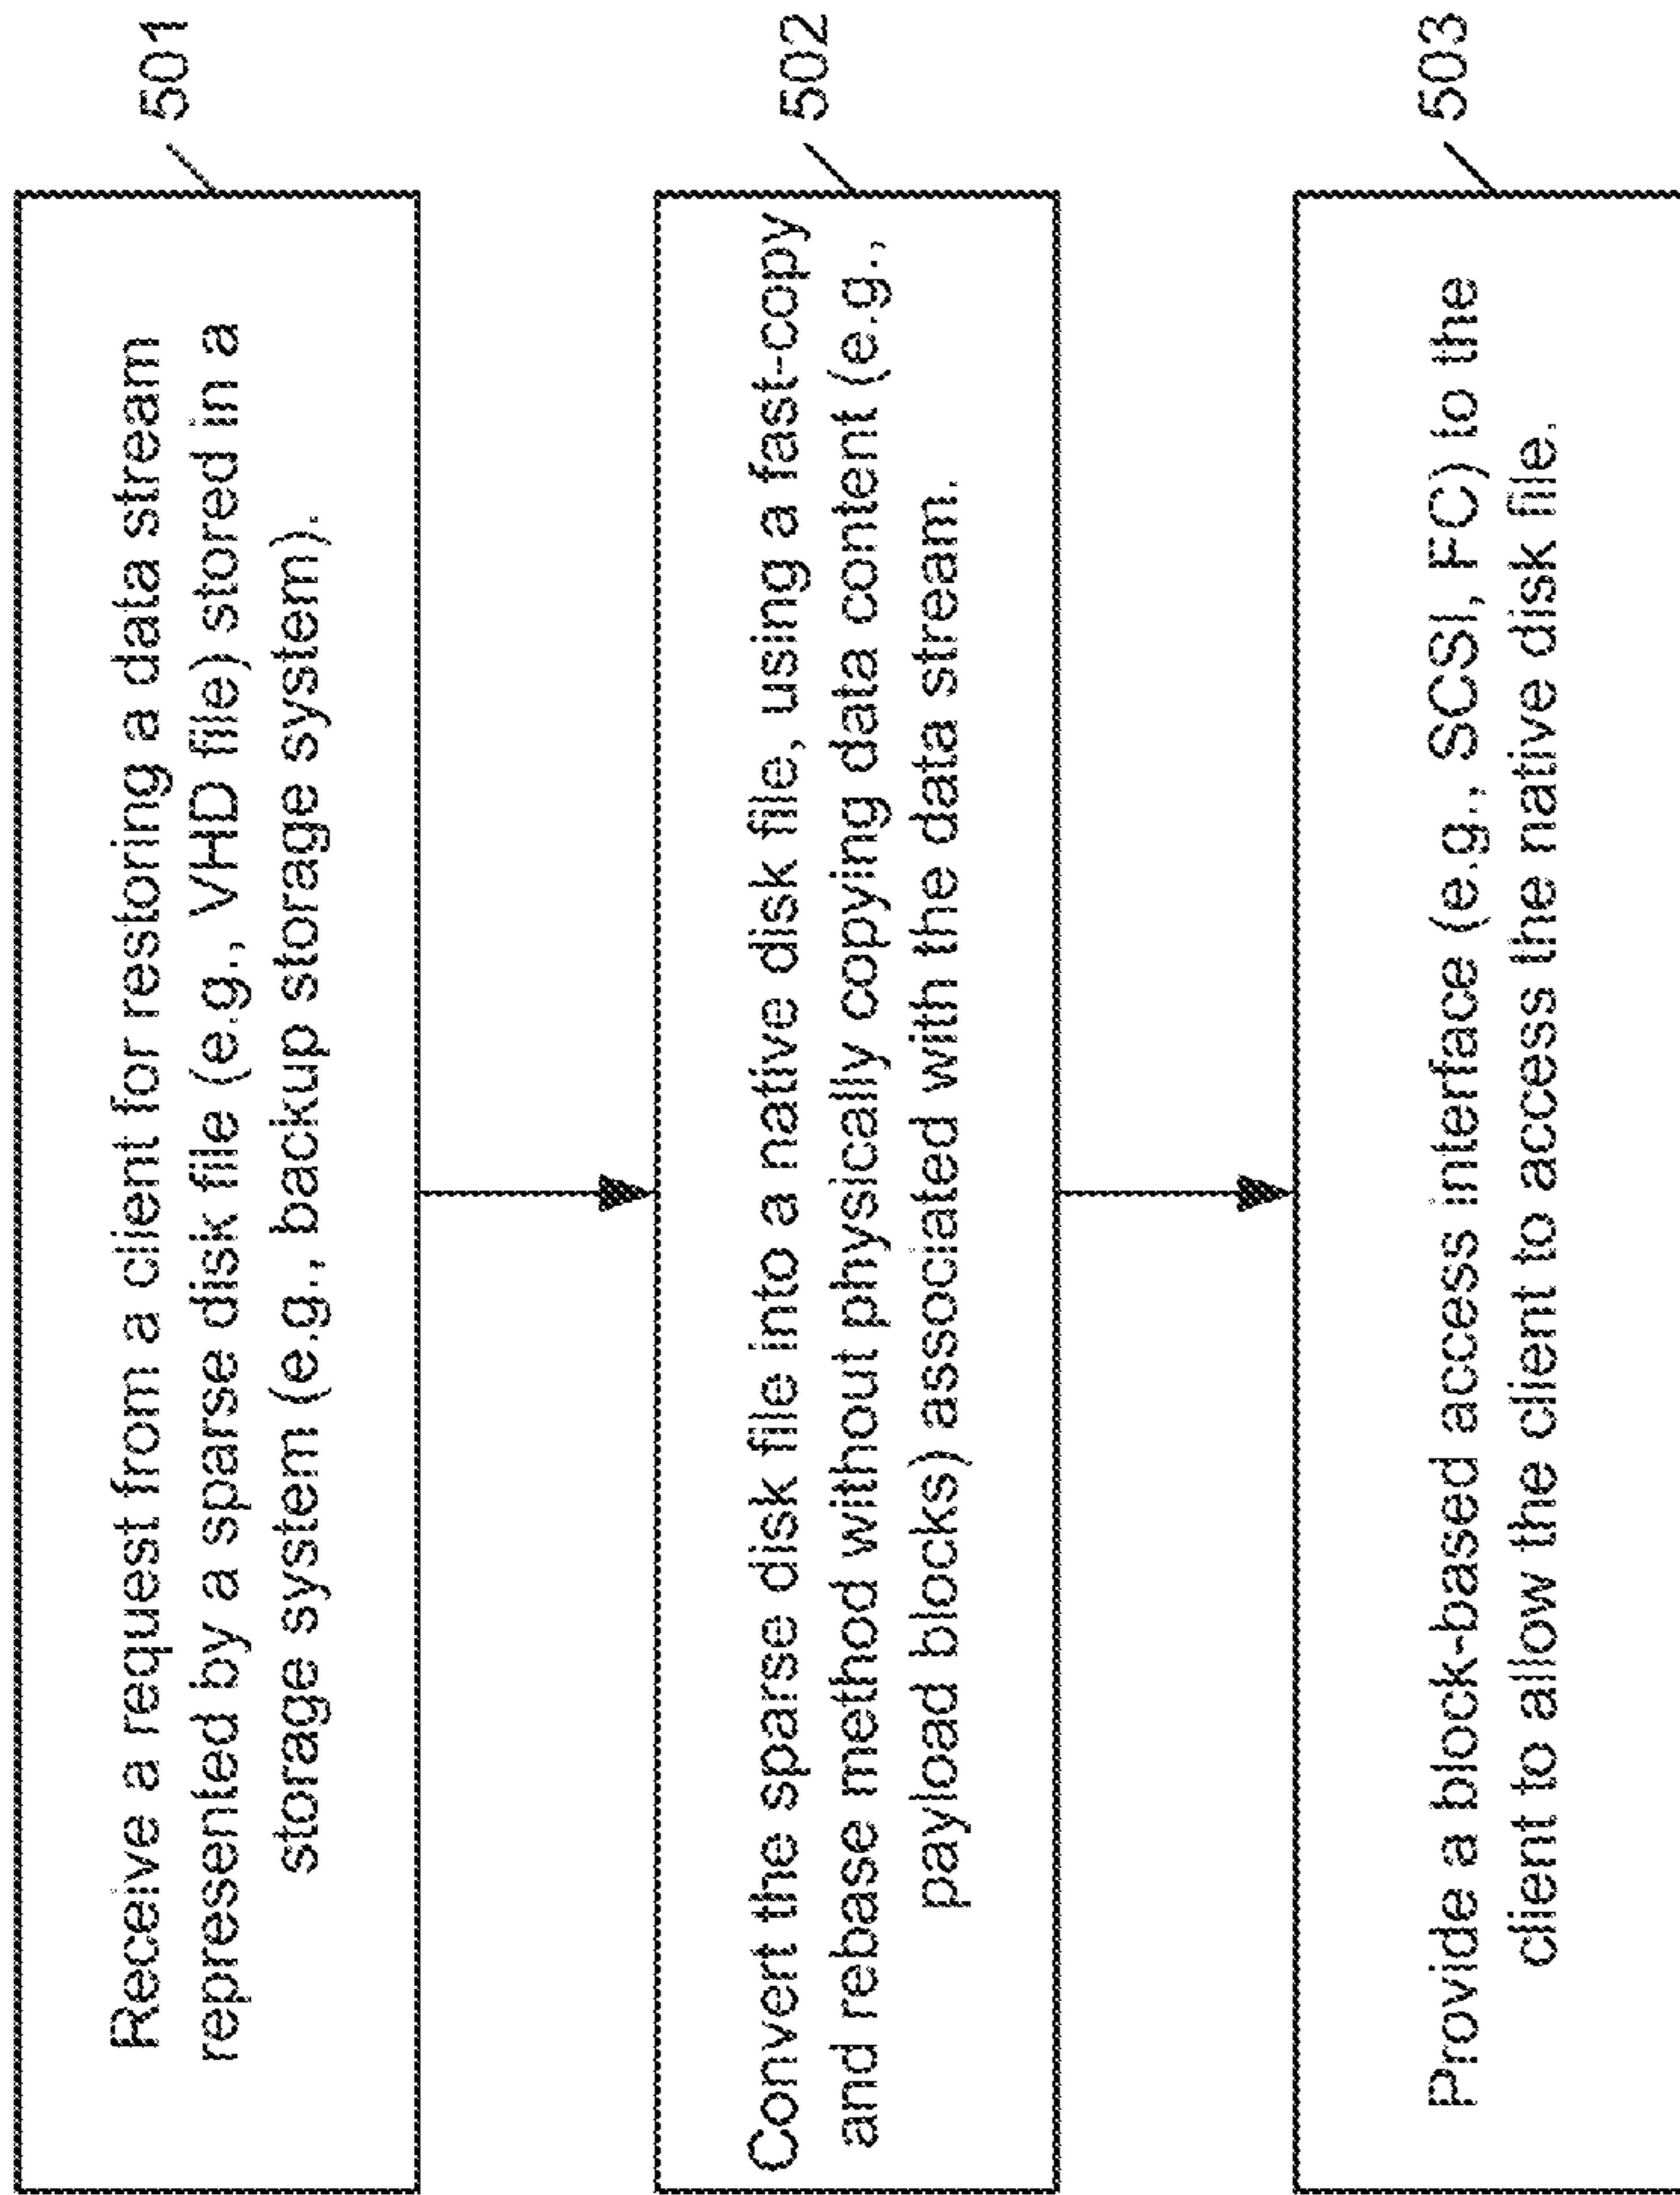 Receive a request from a client for restoring a data stream
represented by a sparse disk file (e.g., VHD file) stored in a
storage system (e.g., backup storage system).
501
Convert the sparse disk file into a native disk file, using a fast-copy
and rebase method without physically copying data content (e.g.,
payload blocks) associated with the data stream.
502
Provide a block-based access interface (e.g., SCSI, FC) to the
client to allow the client to access the native disk file.
503